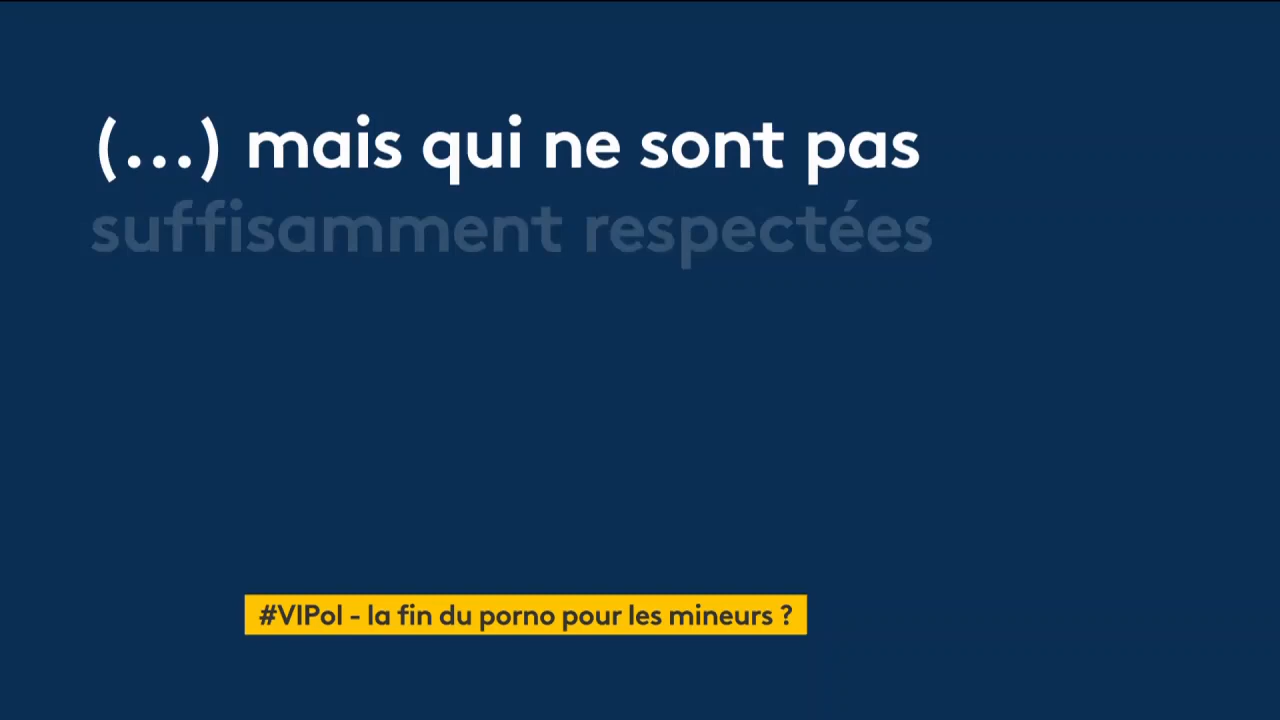 (...) mais qui ne sont pas
suffisamment respectées
#VIPol - la fin du porno pour les mineurs ?